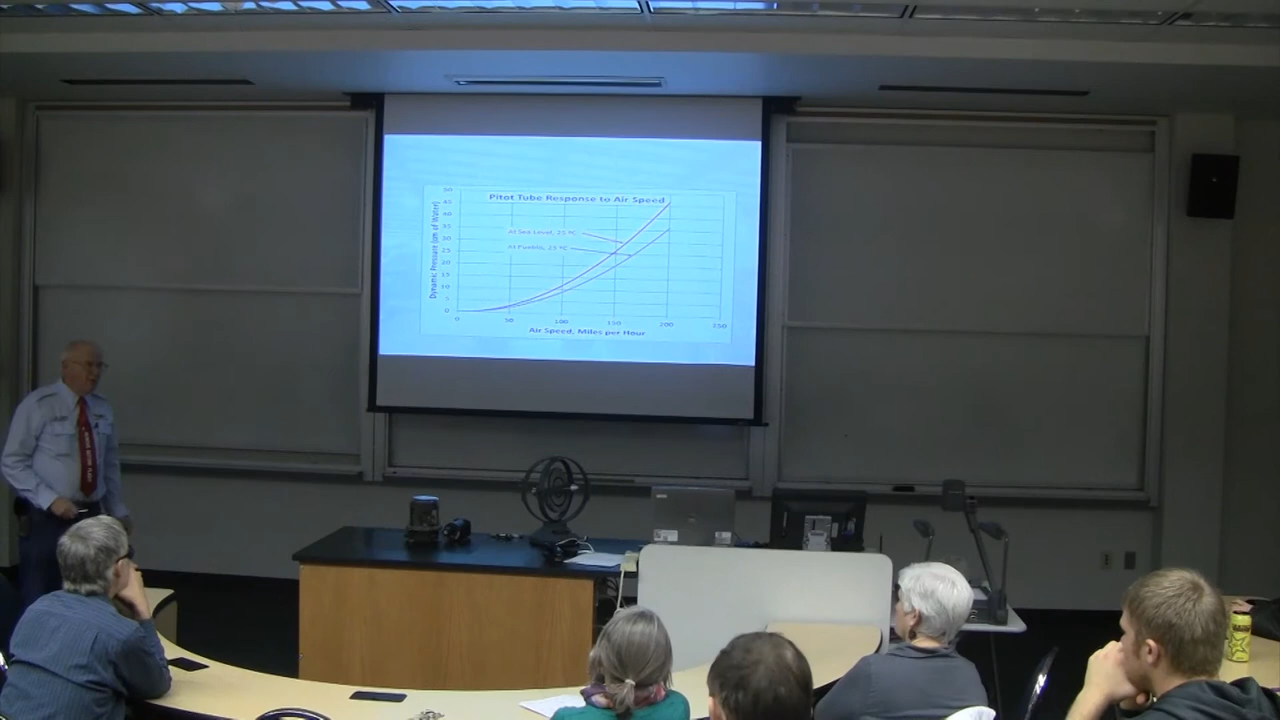 Pitot Tube Response to Air Speed
Dynamic Pressure (cm of Water)
50
45
40
35
30
25
20
15
10
5
0
At Sea Level, 25 ºC
At Pueblo, 25 ºC
0 50 100 150 200 250
Air Speed, Miles per Hour